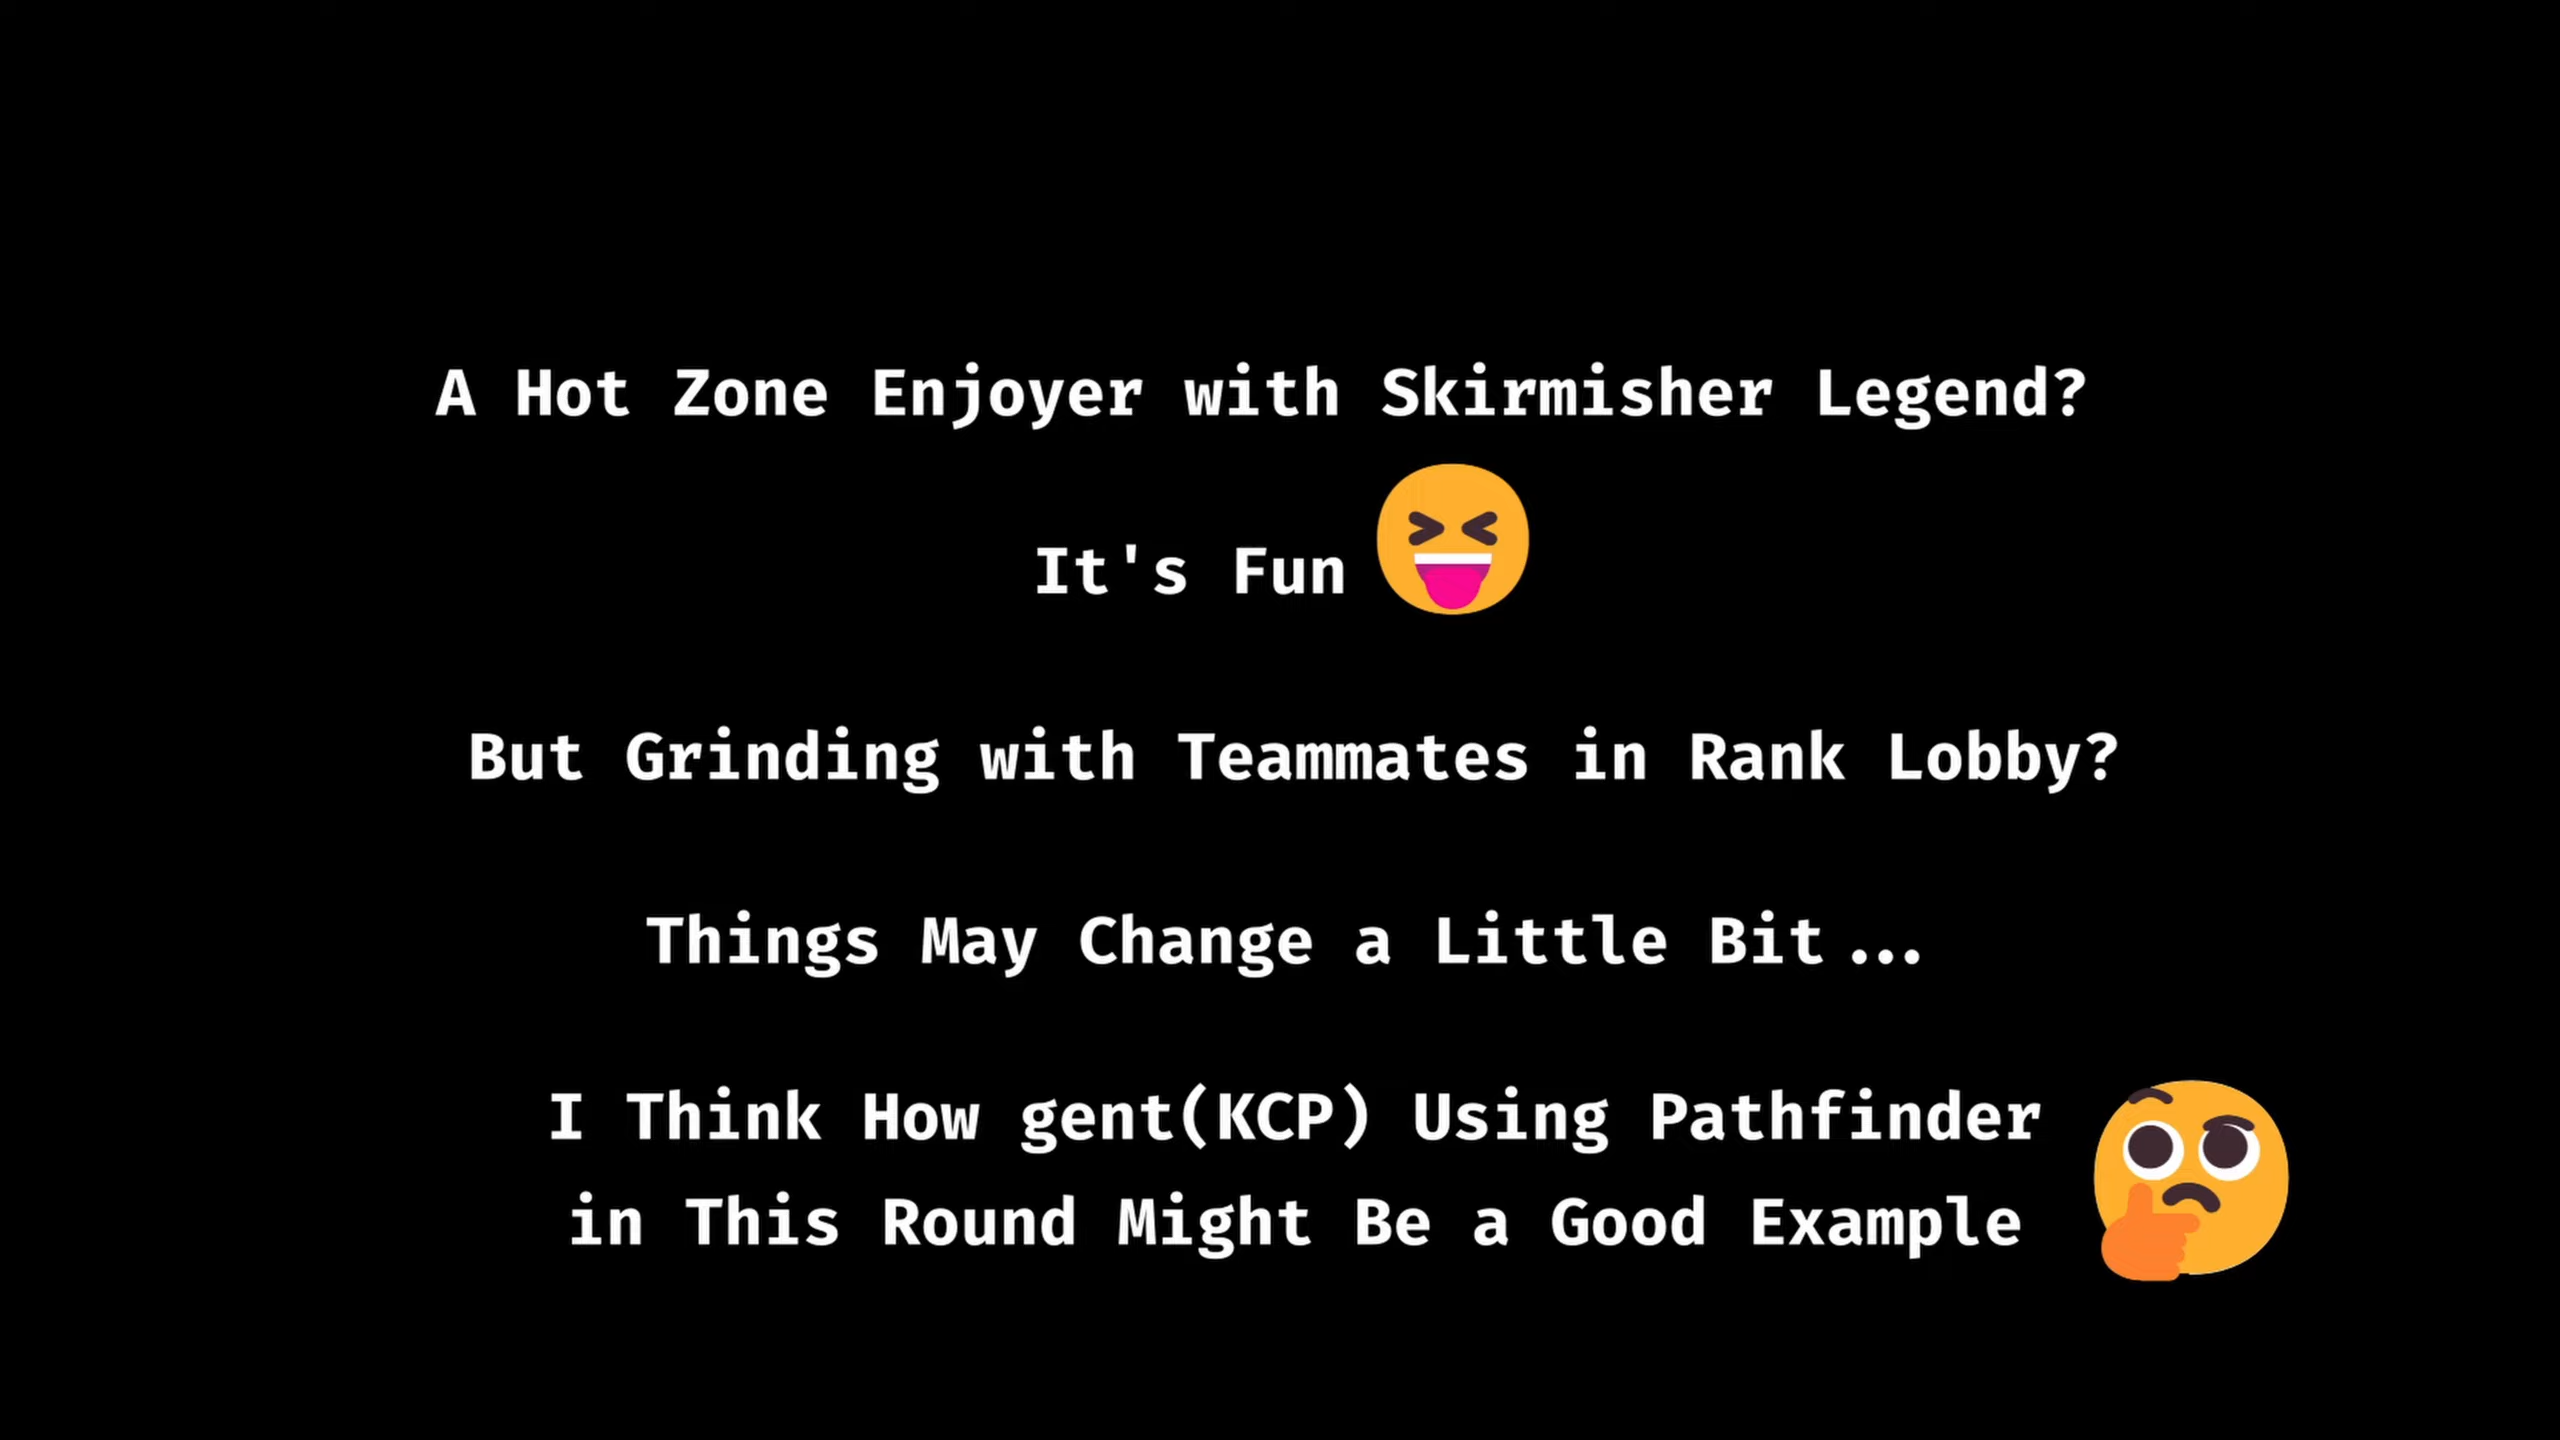 A Hot Zone Enjoyer with Skirmisher Legend?
It's Fun 😝
But Grinding with Teammates in Rank Lobby?
Things May Change a Little Bit...
I Think How gent(KCP) Using Pathfinder
in This Round Might Be a Good Example 🤔